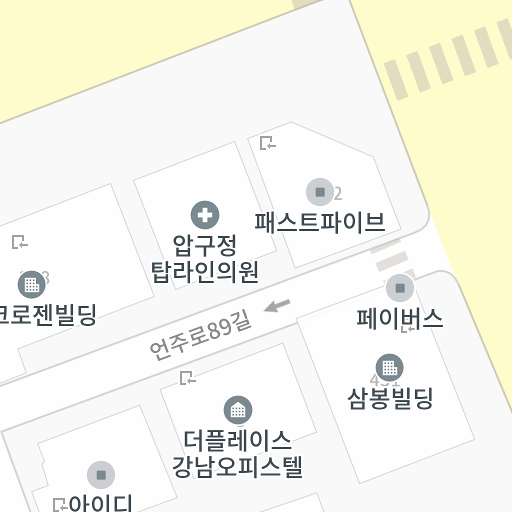 패스트파이브
압구정
탑라인의원
크로젠빌딩
페이버스
언주로89길
삼봉빌딩
더플레이스
강남오피스텔
아이디